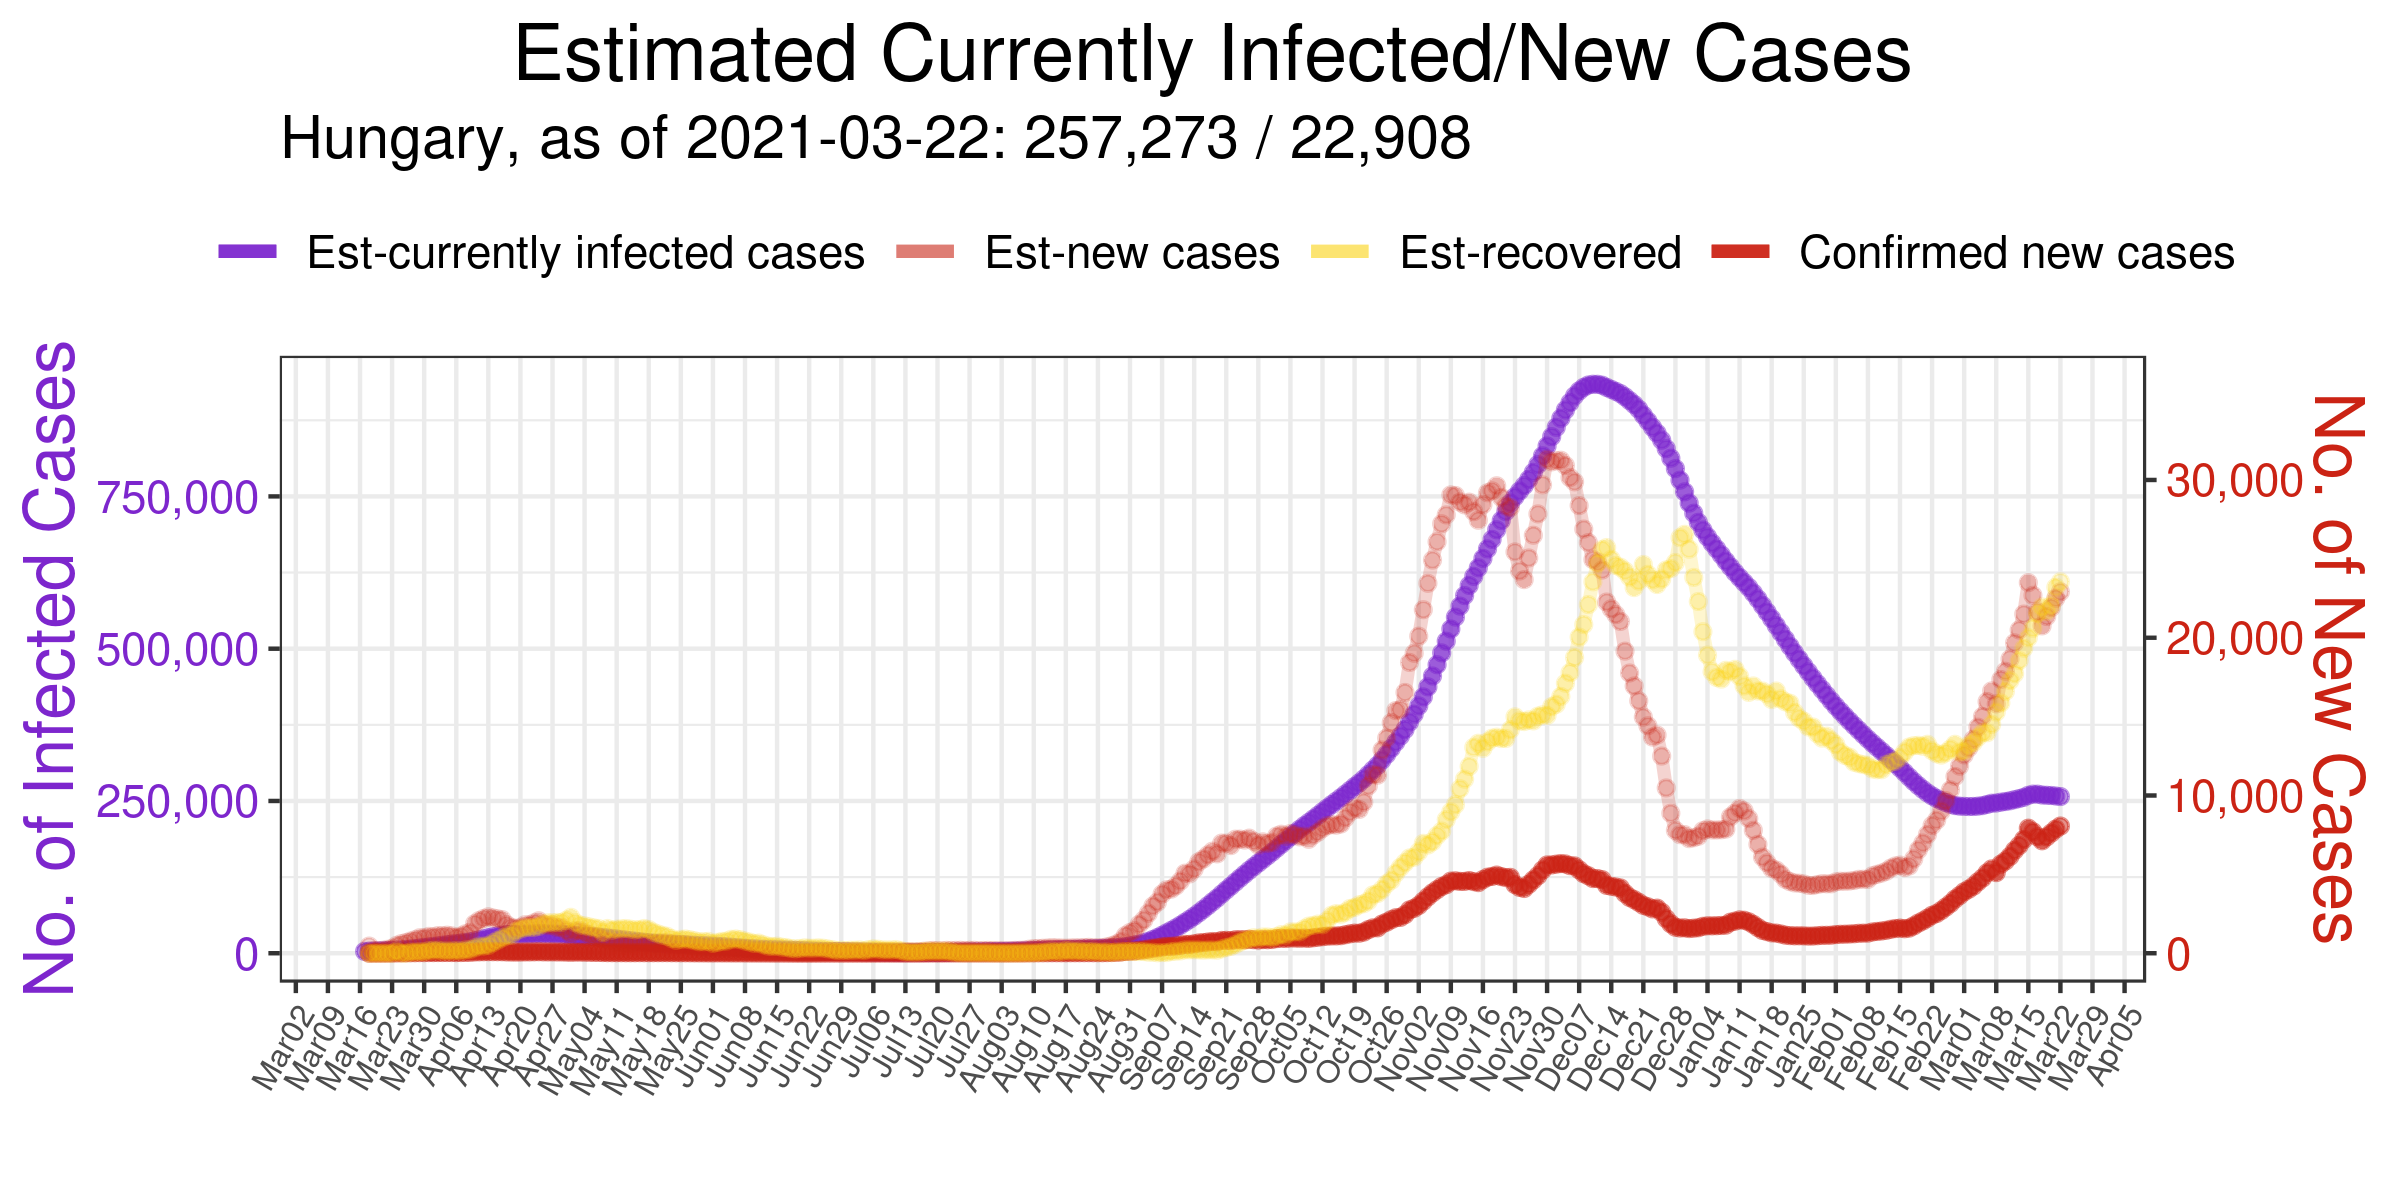 Estimated Currently Infected/New Cases
Hungary, as of 2021-03-22: 257,273 / 22,908
Est-currently infected cases Est-new cases Est-recovered Confirmed new cases
No. of Infected Cases
750,000
500,000
250,000
0
30,000
20,000
10,000
0
No. of New Cases
Mar02 Mar09 Mar16 Mar23 Mar30 Apr06 Apr13 Apr20 Apr27 May04 May11 May18 May25 Jun01 Jun08 Jun15 Jun22 Jun29 Jul06 Jul13 Jul20 Jul27 Aug03 Aug10 Aug17 Aug24 Aug31 Sep07 Sep14 Sep21 Sep28 Oct05 Oct12 Oct19 Oct26 Nov02 Nov09 Nov16 Nov23 Nov30 Dec07 Dec14 Dec21 Dec28 Jan04 Jan11 Jan18 Jan25 Feb01 Feb08 Feb15 Feb22 Mar01 Mar08 Mar15 Mar22 Mar29 Apr05